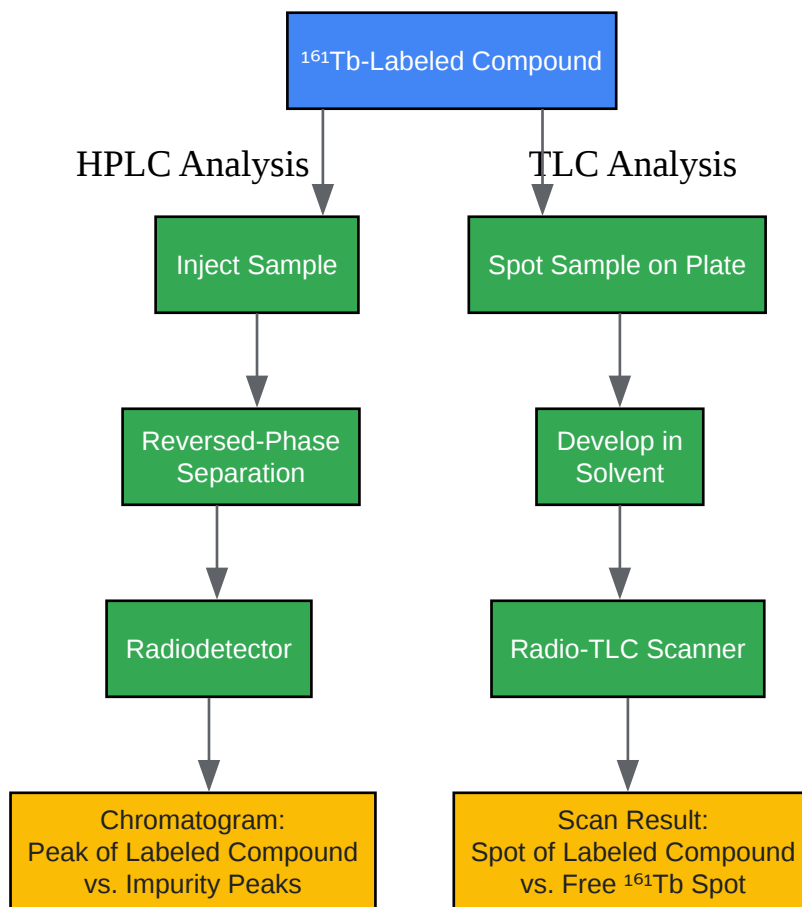 ¹⁶¹Tb-Labeled Compound
HPLC Analysis
TLC Analysis
Inject Sample
Spot Sample on Plate
Reversed-Phase
Separation
Develop in
Solvent
Radiodetector
Radio-TLC Scanner
Chromatogram:
Peak of Labeled Compound
vs. Impurity Peaks
Scan Result:
Spot of Labeled Compound
vs. Free ¹⁶¹Tb Spot